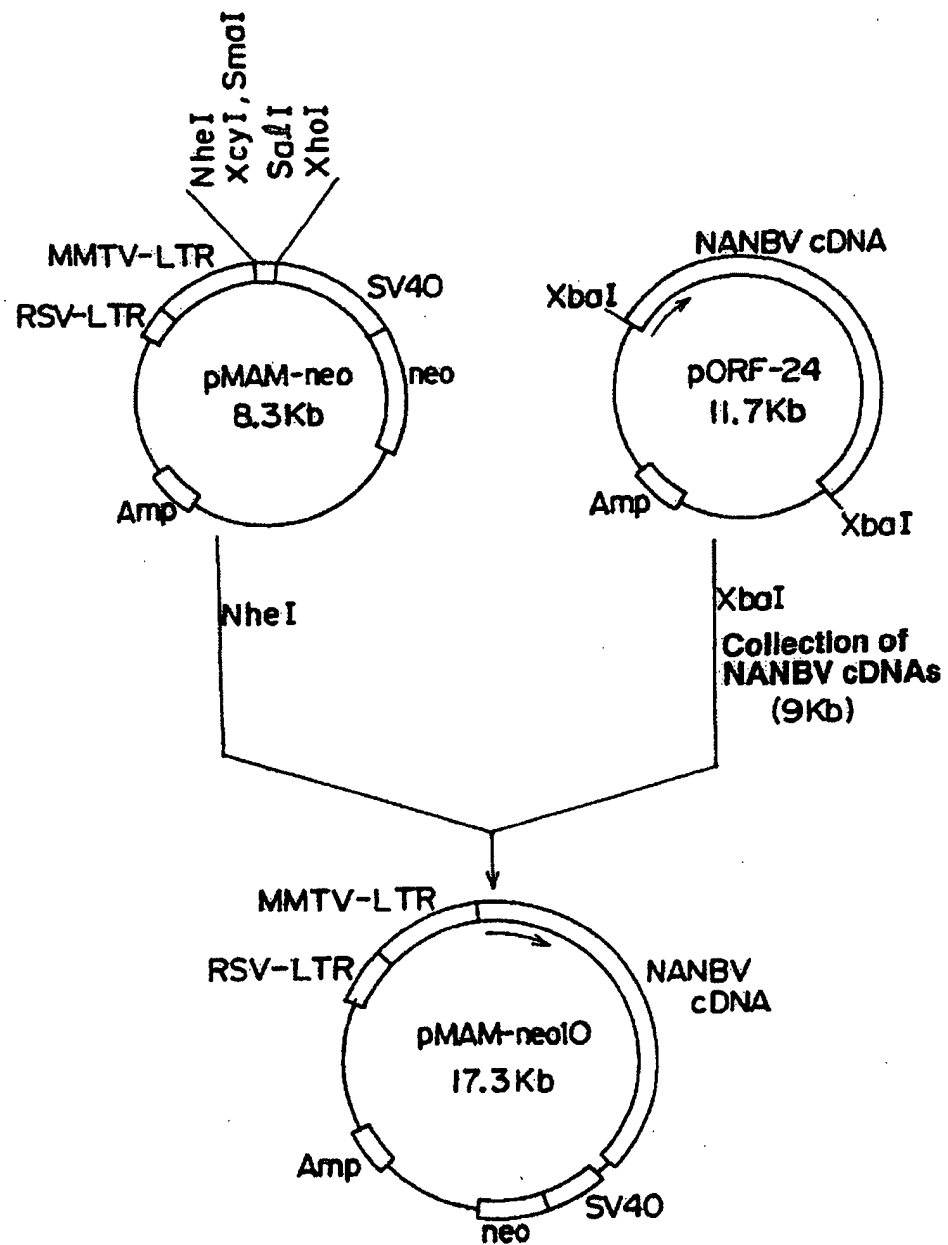 NheI
XcyI, SmaI
SalI
XhoI
MMTV-LTR
RSV-LTR
SV40
neo
pMAM-neo
8.3Kb
Amp
NANBV cDNA
XbaI
pORF-24
11.7Kb
Amp
XbaI
NheI
XbaI
Collection of
NANBV cDNAs
(9Kb)
MMTV-LTR
RSV-LTR
NANBV
cDNA
pMAM-neo10
17.3Kb
Amp
neo
SV40